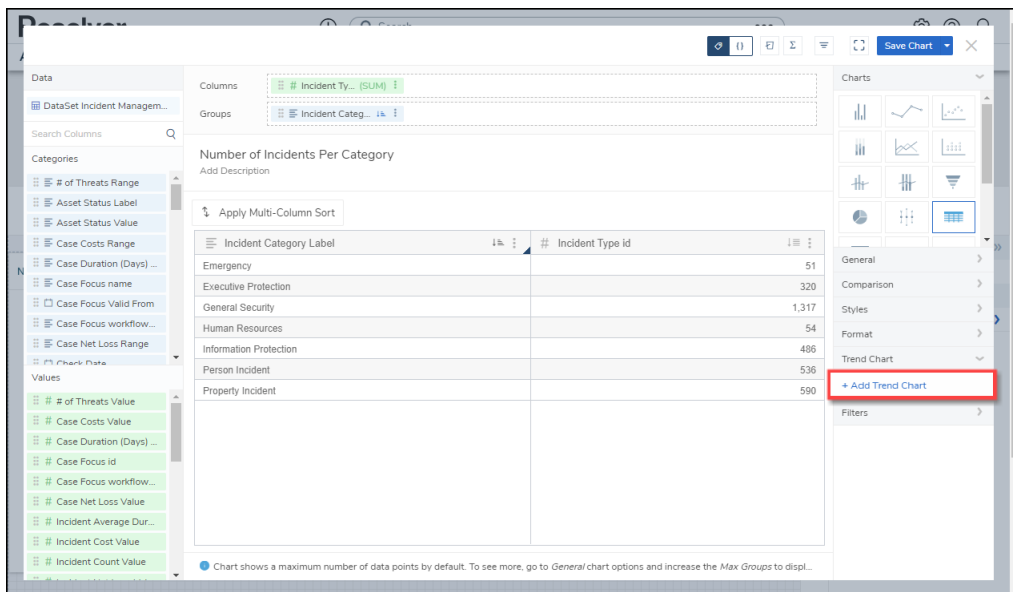 Resolver
Search
Save Chart
Data
DataSet Incident Managem...
Search Columns
Categories
# of Threats Range
Asset Status Label
Asset Status Value
Case Costs Range
Case Duration (Days) ...
Case Focus name
Case Focus Valid From
Case Focus workflow...
Case Net Loss Range
Check Date
Values
# # of Threats Value
# Case Costs Value
# Case Duration (Days) ...
# Case Focus id
# Case Focus workflow...
# Case Net Loss Value
# Incident Average Dur...
# Incident Cost Value
# Incident Count Value
Columns
# Incident Ty... (SUM)
Groups
Incident Categ...
Number of Incidents Per Category
Add Description
Apply Multi-Column Sort
Incident Category Label # Incident Type id
Emergency 51
Executive Protection 320
General Security 1,317
Human Resources 54
Information Protection 486
Person Incident 536
Property Incident 590
Chart shows a maximum number of data points by default. To see more, go to General chart options and increase the Max Groups to displ...
Charts
General
Comparison
Styles
Format
Trend Chart
+ Add Trend Chart
Filters